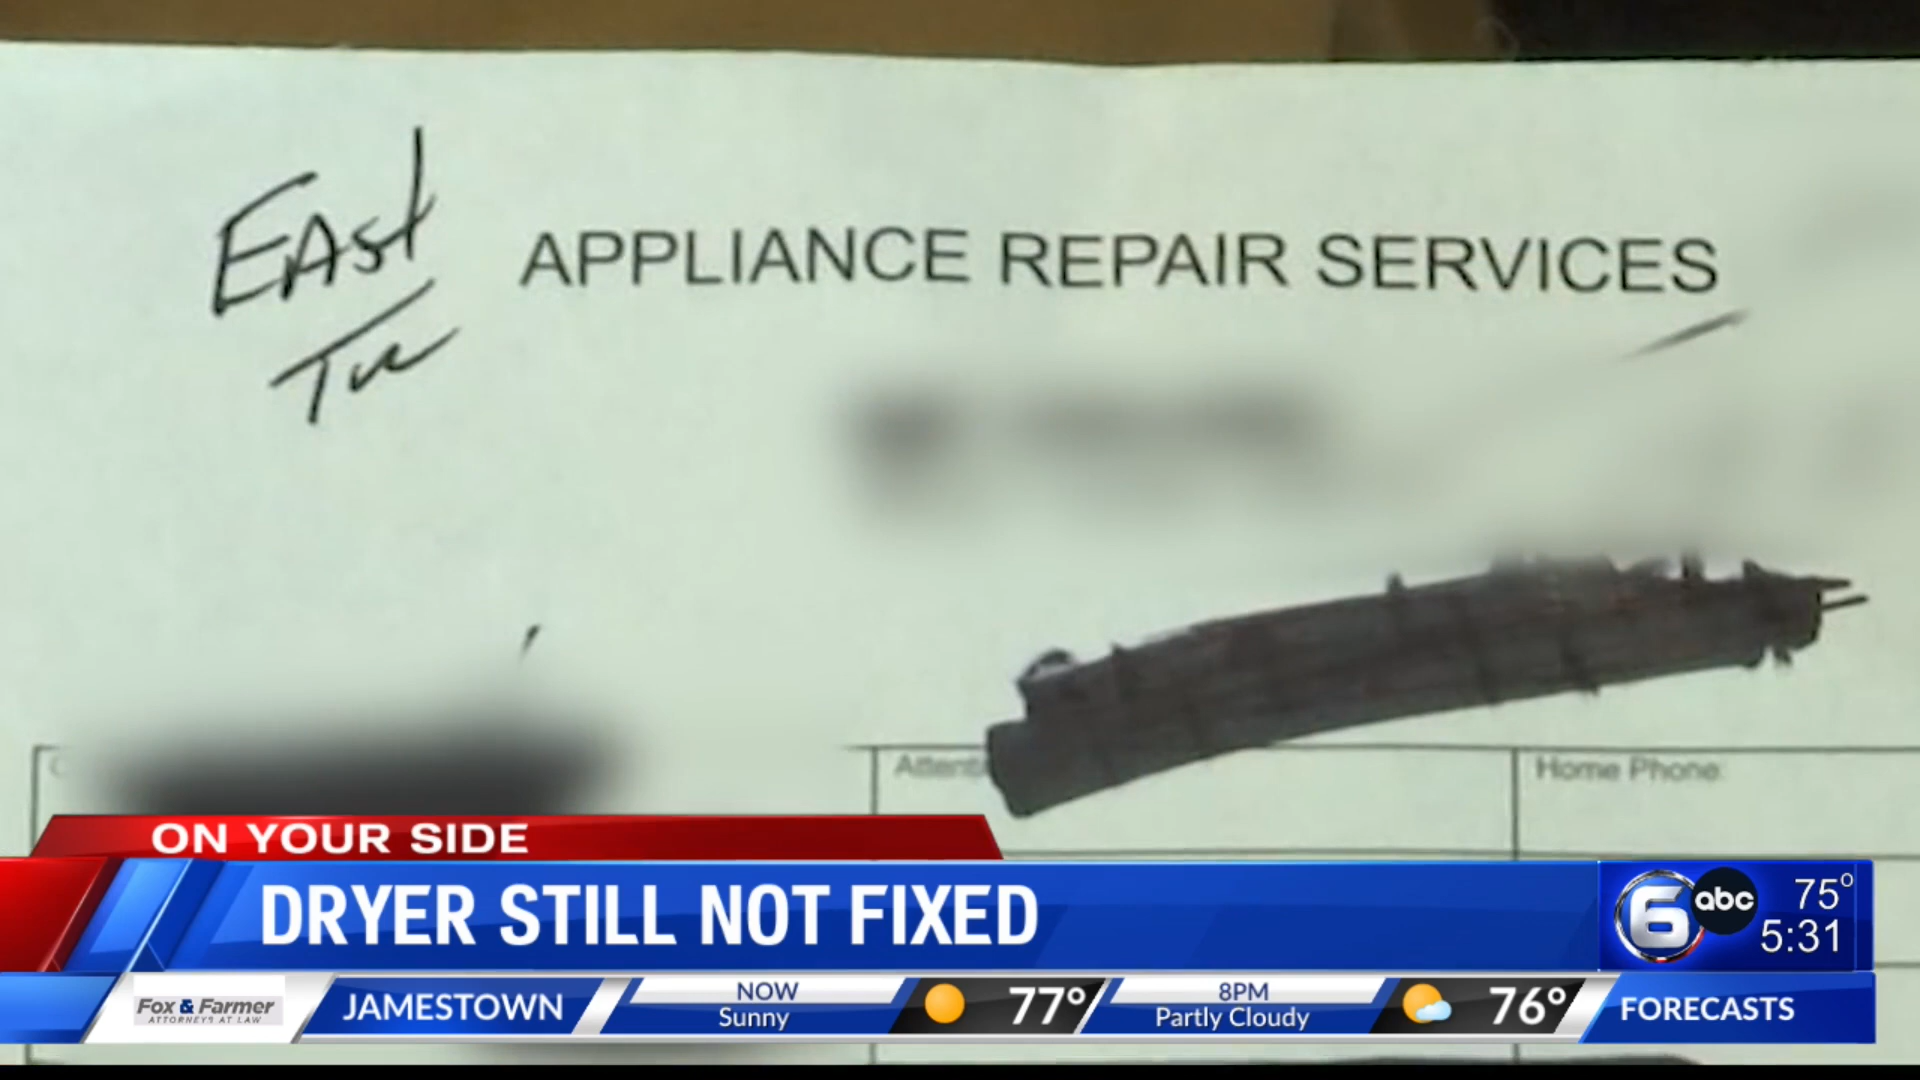 EAst
Tn
APPLIANCE REPAIR SERVICES
Home Phone:
ON YOUR SIDE
DRYER STILL NOT FIXED
6 abc
75°
5:31
Fox & Farmer
ATTORNEYS AT LAW
JAMESTOWN
NOW
Sunny
77°
8PM
Partly Cloudy
76°
FORECASTS